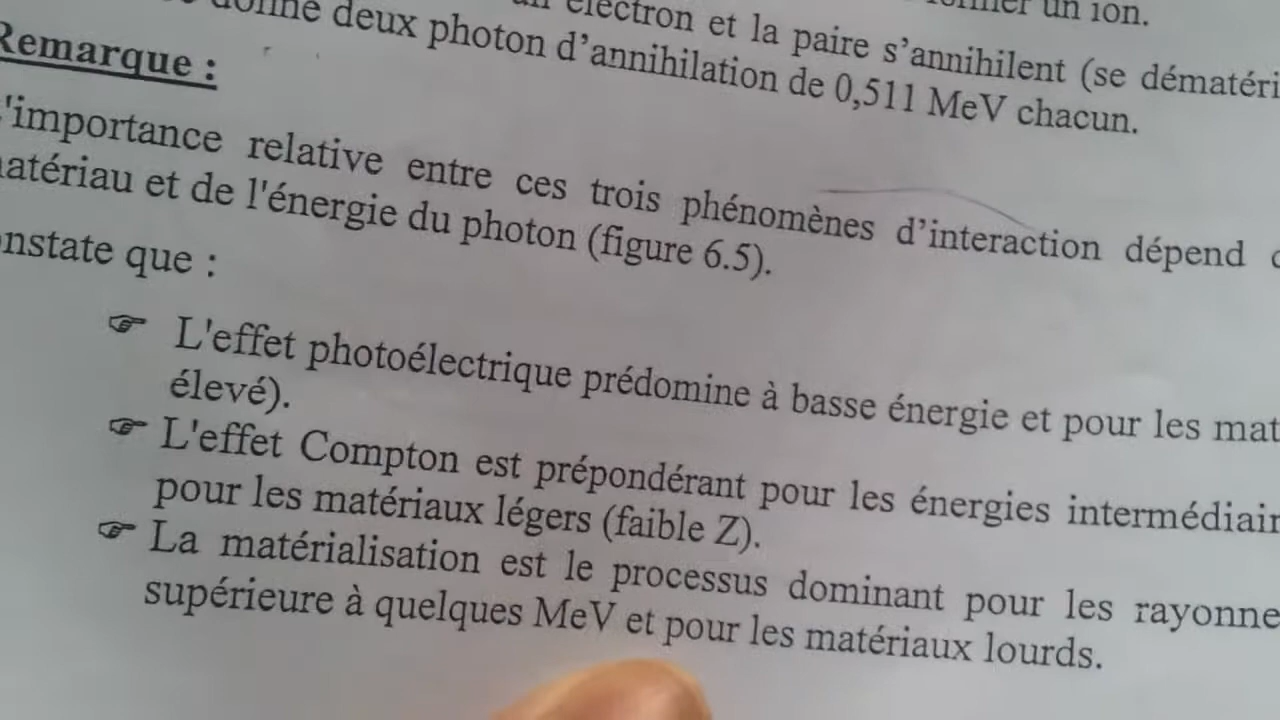 un ion.
électron et la paire s'annihilent (se dématéri
donne deux photon d'annihilation de 0,511 MeV chacun.
Remarque :
'importance relative entre ces trois phénomènes d'interaction dépend
atériau et de l'énergie du photon (figure 6.5).
nstate que :
☞ L'effet photoélectrique prédomine à basse énergie et pour les mat
élevé).
☞ L'effet Compton est prépondérant pour les énergies intermédiair
pour les matériaux légers (faible Z).
☞ La matérialisation est le processus dominant pour les rayonne
supérieure à quelques MeV et pour les matériaux lourds.